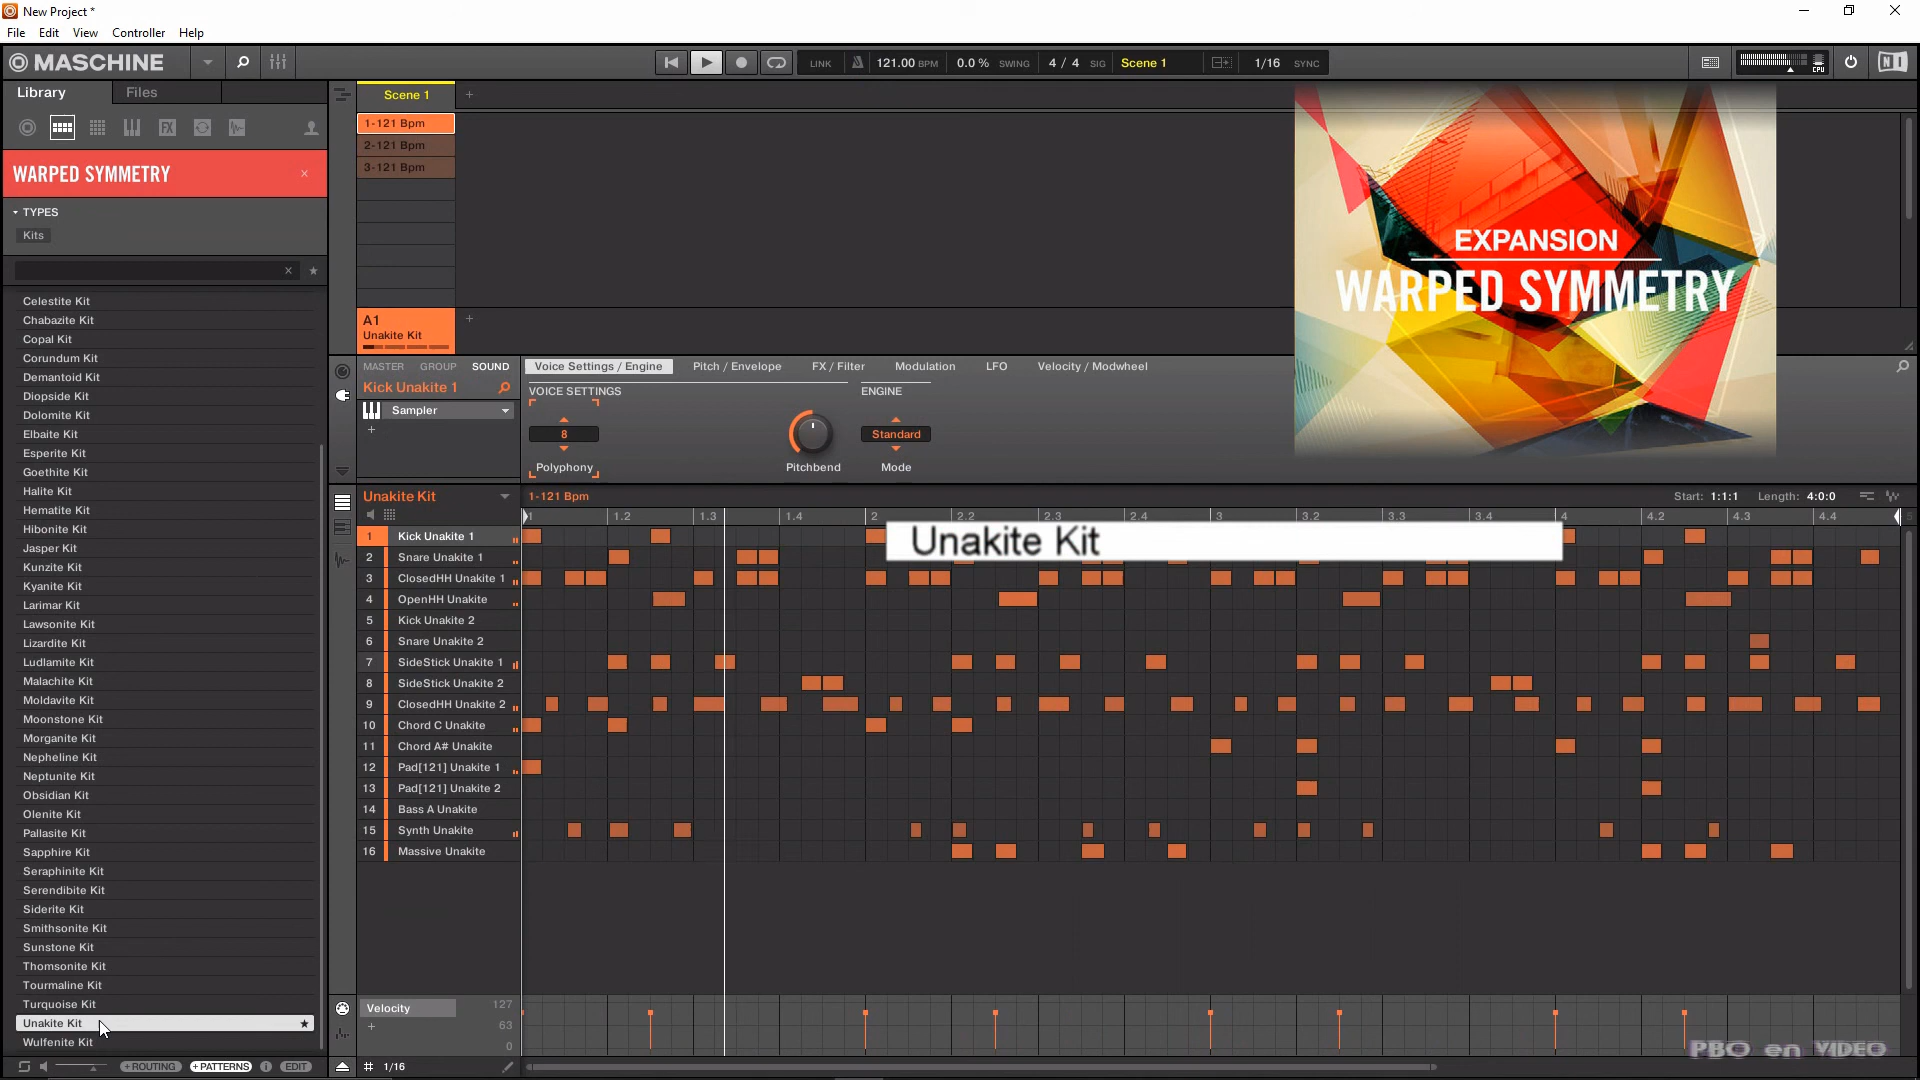 New Project *
File Edit View Controller Help
MASCHINE
LINK 121.00 BPM 0.0 % SWING 4 / 4 SIG Scene 1 1/16 SYNC
CPU
NI
Library Files
FX
WARPED SYMMETRY ×
TYPES
Kits
Celestite Kit
Chabazite Kit
Copal Kit
Corundum Kit
Demantoid Kit
Diopside Kit
Dolomite Kit
Elbaite Kit
Esperite Kit
Goethite Kit
Halite Kit
Hematite Kit
Hibonite Kit
Jasper Kit
Kunzite Kit
Kyanite Kit
Larimar Kit
Lawsonite Kit
Lizardite Kit
Ludlamite Kit
Malachite Kit
Moldavite Kit
Moonstone Kit
Morganite Kit
Nepheline Kit
Neptunite Kit
Obsidian Kit
Olenite Kit
Pallasite Kit
Sapphire Kit
Seraphinite Kit
Serendibite Kit
Siderite Kit
Smithsonite Kit
Sunstone Kit
Thomsonite Kit
Tourmaline Kit
Turquoise Kit
Unakite Kit
Wulfenite Kit
+ROUTING +PATTERNS i EDIT
Scene 1 +
1-121 Bpm
2-121 Bpm
3-121 Bpm
A1 +
Unakite Kit
EXPANSION
WARPED SYMMETRY
MASTER GROUP SOUND
Kick Unakite 1
Sampler
+
Voice Settings / Engine Pitch / Envelope FX / Filter Modulation LFO Velocity / Modwheel
VOICE SETTINGS ENGINE
8 Standard
Polyphony Pitchbend Mode
Unakite Kit 1-121 Bpm Start: 1:1:1 Length: 4:0:0
1 1.2 1.3 1.4 2 2.2 2.3 2.4 3 3.2 3.3 3.4 4 4.2 4.3 4.4 5
Unakite Kit
1 Kick Unakite 1
2 Snare Unakite 1
3 ClosedHH Unakite 1
4 OpenHH Unakite
5 Kick Unakite 2
6 Snare Unakite 2
7 SideStick Unakite 1
8 SideStick Unakite 2
9 ClosedHH Unakite 2
10 Chord C Unakite
11 Chord A# Unakite
12 Pad[121] Unakite 1
13 Pad[121] Unakite 2
14 Bass A Unakite
15 Synth Unakite
16 Massive Unakite
Velocity 127
+ 63
0
# 1/16
PBO en VIDEO